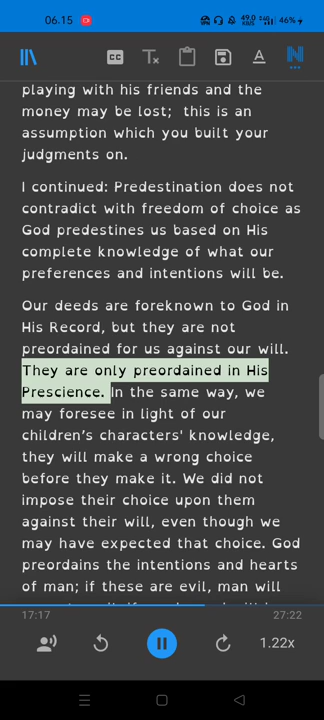 06.15
49.0
46%
CC
playing with his friends and the
money may be lost;  this is an
assumption which you built your
judgments on.
I continued: Predestination does not
contradict with freedom of choice as
God predestines us based on His
complete knowledge of what our
preferences and intentions will be.
Our deeds are foreknown to God in
His Record, but they are not
preordained for us against our will.
They are only preordained in His
Prescience. In the same way, we
may foresee in light of our
children’s characters' knowledge,
they will make a wrong choice
before they make it. We did not
impose their choice upon them
against their will, even though we
may have expected that choice. God
preordains the intentions and hearts
of man; if these are evil, man will
17:17
27:22
1.22x